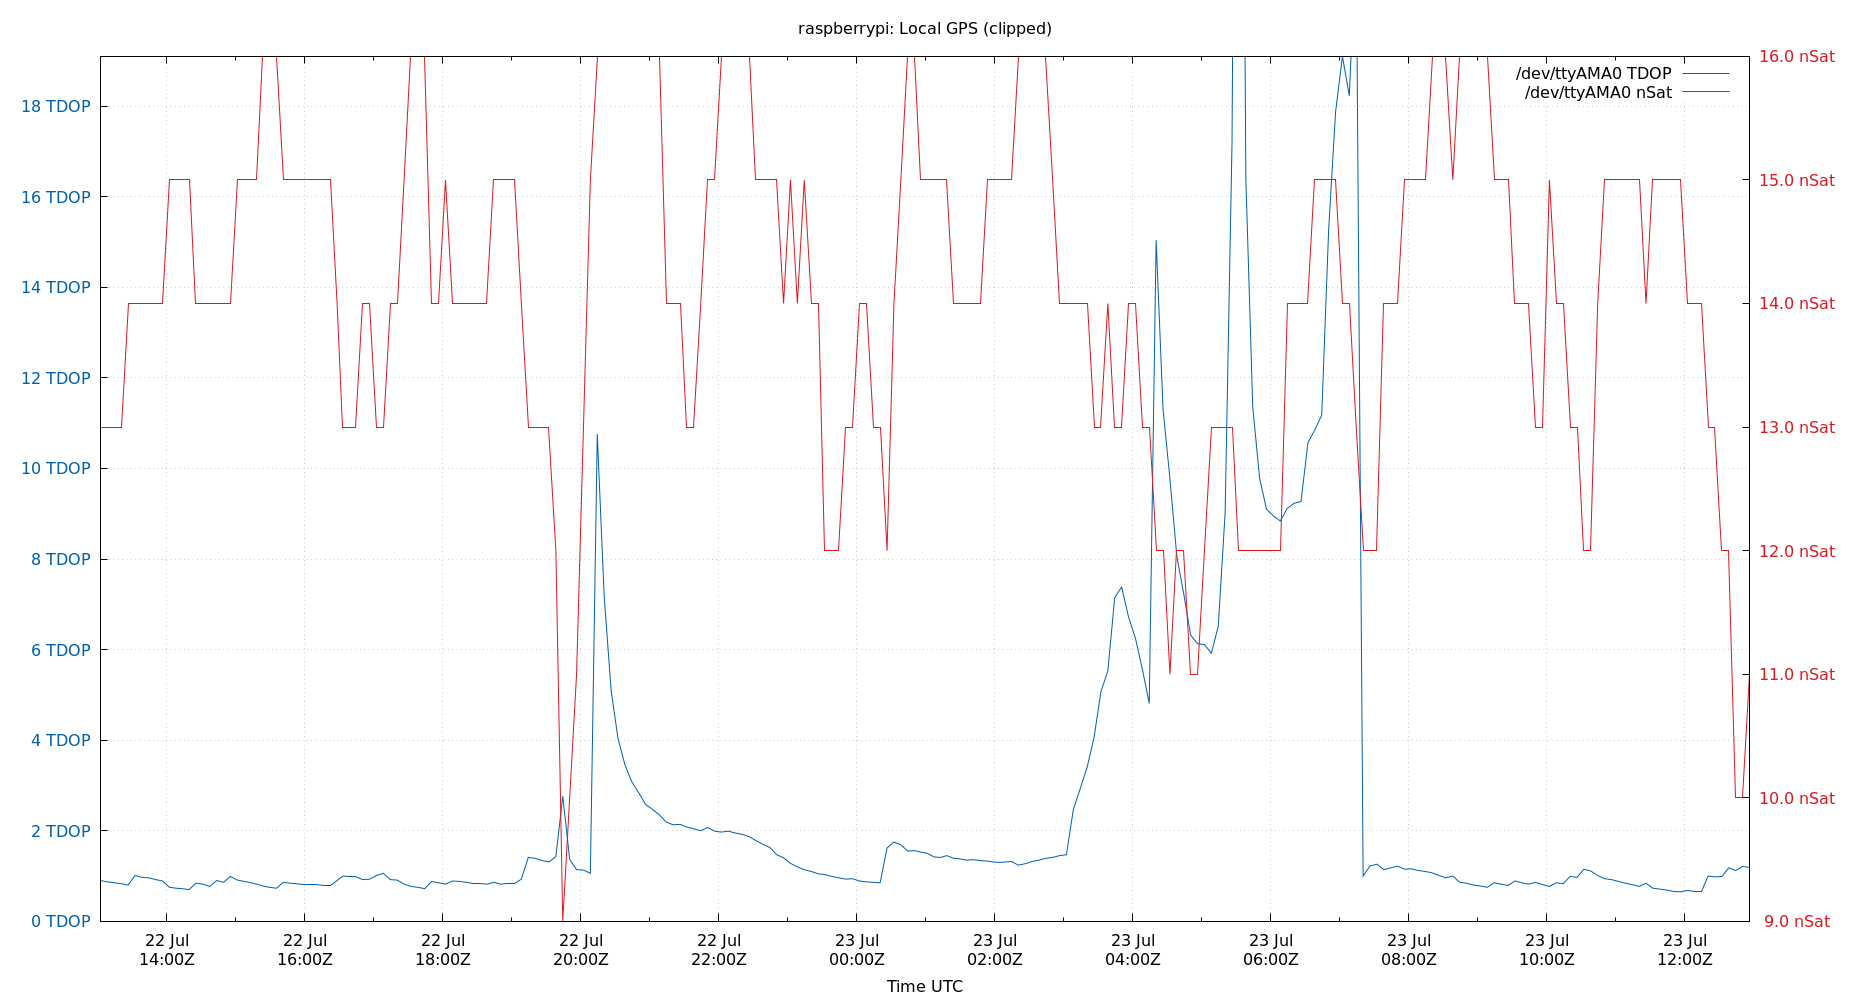 raspberrypi: Local GPS (clipped)
/dev/ttyAMA0 TDOP
/dev/ttyAMA0 nSat
18 TDOP
16 TDOP
14 TDOP
12 TDOP
10 TDOP
8 TDOP
6 TDOP
4 TDOP
2 TDOP
0 TDOP
16.0 nSat
15.0 nSat
14.0 nSat
13.0 nSat
12.0 nSat
11.0 nSat
10.0 nSat
9.0 nSat
22 Jul
14:00Z
22 Jul
16:00Z
22 Jul
18:00Z
22 Jul
20:00Z
22 Jul
22:00Z
23 Jul
00:00Z
23 Jul
02:00Z
23 Jul
04:00Z
23 Jul
06:00Z
23 Jul
08:00Z
23 Jul
10:00Z
23 Jul
12:00Z
Time UTC